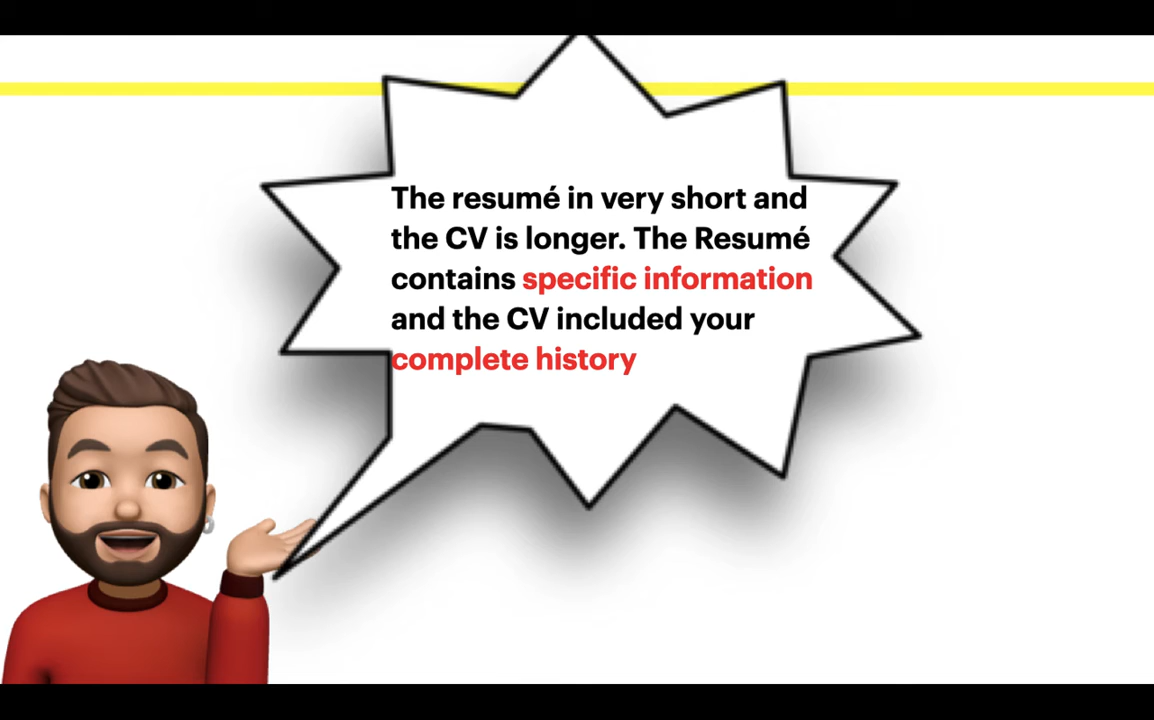 The resumé in very short and
the CV is longer. The Resumé
contains specific information
and the CV included your
complete history